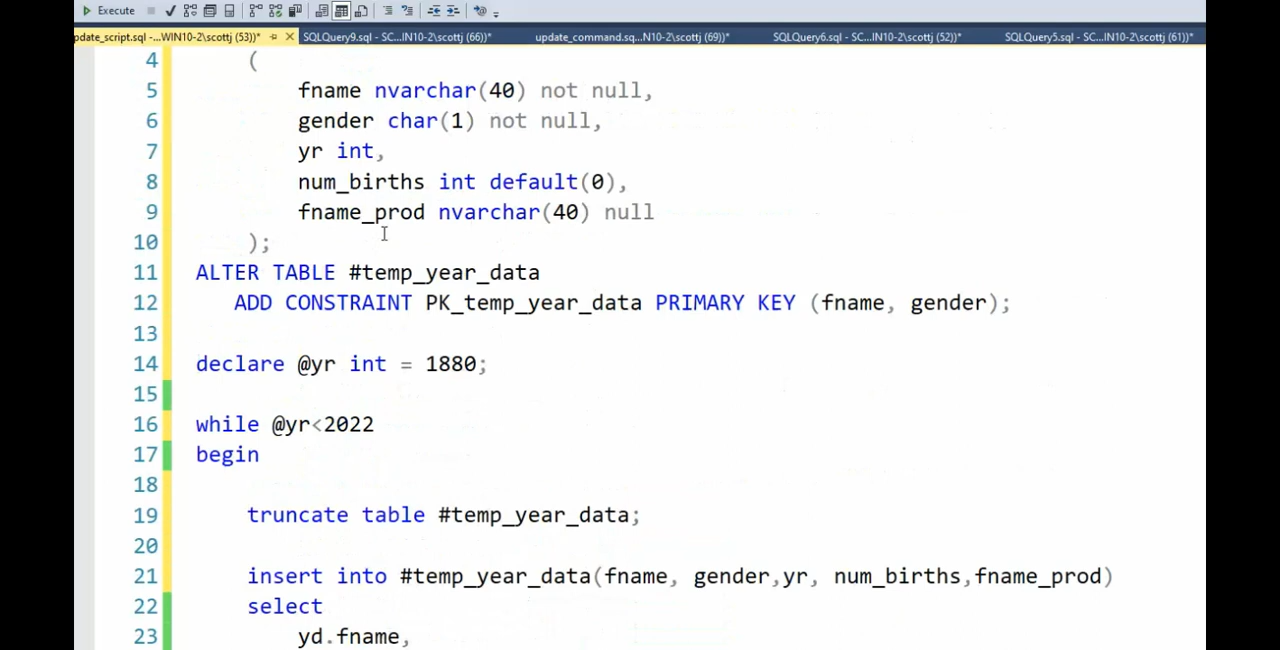 Execute
pdate_script.sql -...WIN10-2\scottj (53))*
SQLQuery9.sql - SC...IN10-2\scottj (66))*
update_command.sq...N10-2\scottj (69))*
SQLQuery6.sql - SC...IN10-2\scottj (52))*
SQLQuery5.sql - SC...IN10-2\scottj (61))*
4 (
5 fname nvarchar(40) not null,
6 gender char(1) not null,
7 yr int,
8 num_births int default(0),
9 fname_prod nvarchar(40) null
10 );
11 ALTER TABLE #temp_year_data
12 ADD CONSTRAINT PK_temp_year_data PRIMARY KEY (fname, gender);
13
14 declare @yr int = 1880;
15
16 while @yr<2022
17 begin
18
19 truncate table #temp_year_data;
20
21 insert into #temp_year_data(fname, gender,yr, num_births,fname_prod)
22 select
23 yd.fname,